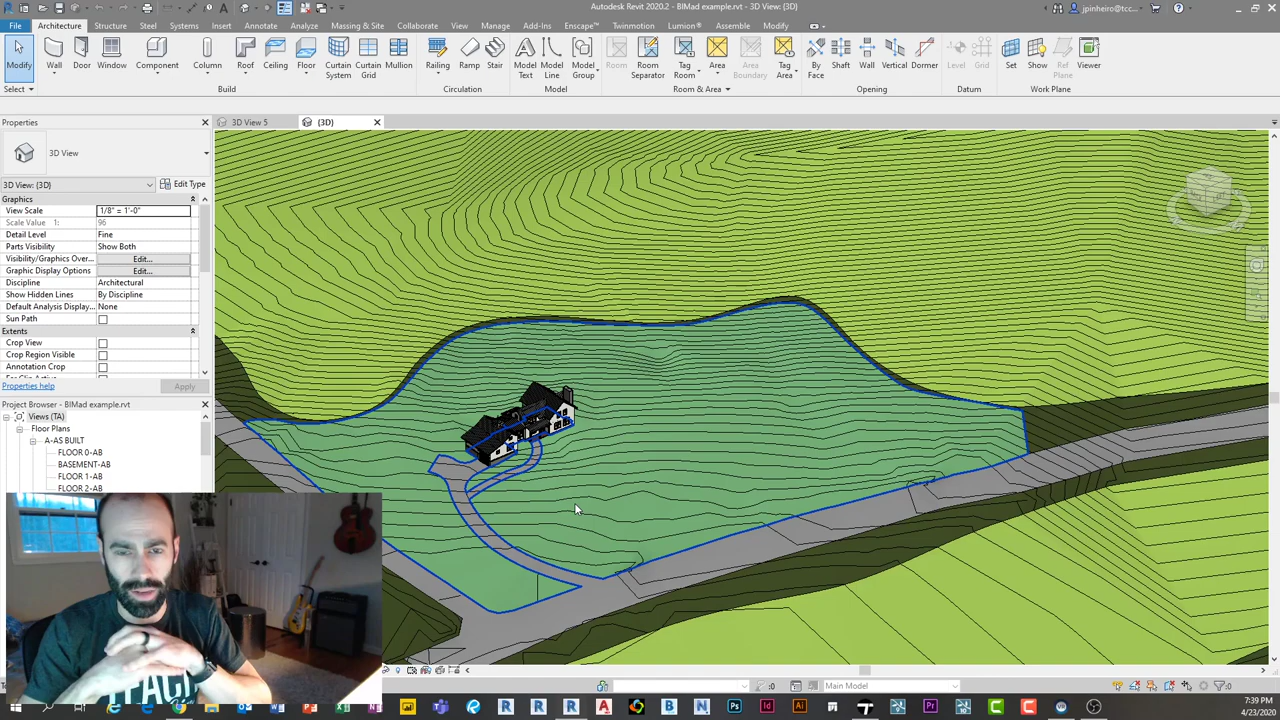 Autodesk Revit 2020.2 - BIMad example.rvt - 3D View: {3D}
jpinheiro@tcc...
File Architecture Structure Steel Systems Insert Annotate Analyze Massing & Site Collaborate View Manage Add-Ins Enscape™ Twinmotion Lumion® Assemble Modify
Modify Wall Door Window Component Column Roof Ceiling Floor Curtain System Curtain Grid Mullion Railing Ramp Stair Model Text Model Line Model Group Room Room Separator Tag Room Area Area Boundary Tag Area By Face Shaft Wall Vertical Dormer Level Grid Set Show Ref Plane Viewer
Select Build Circulation Model Room & Area Opening Datum Work Plane
Properties
3D View 5
{3D}
3D View
3D View: {3D}
Edit Type
Graphics
View Scale 1/8" = 1'-0"
Scale Value 1: 96
Detail Level Fine
Parts Visibility Show Both
Visibility/Graphics Over... Edit...
Graphic Display Options Edit...
Discipline Architectural
Show Hidden Lines By Discipline
Default Analysis Display... None
Sun Path
Extents
Crop View
Crop Region Visible
Annotation Crop
Properties help
Apply
Project Browser - BIMad example.rvt
Views (TA)
Floor Plans
A-AS BUILT
FLOOR 0-AB
BASEMENT-AB
FLOOR 1-AB
FLOOR 2-AB
:0
Main Model
:0
7:39 PM
4/23/2020